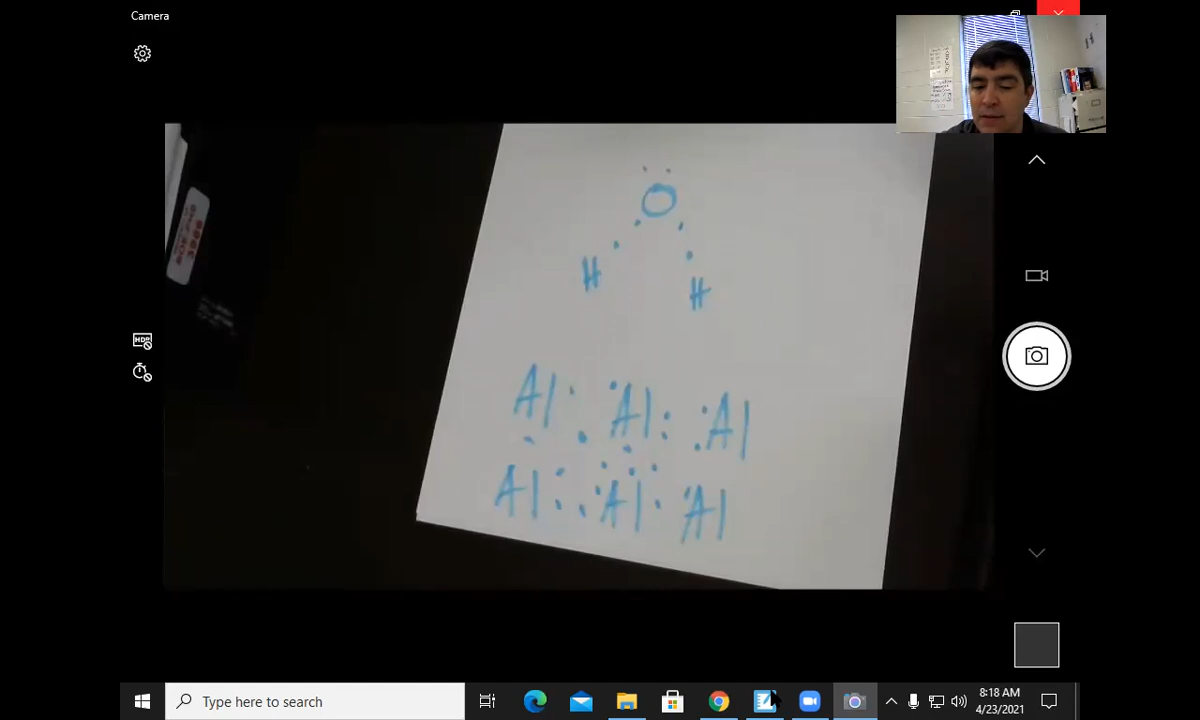 Camera
O
H H
Al Al Al
Al Al Al
Type here to search
8:18 AM
4/23/2021